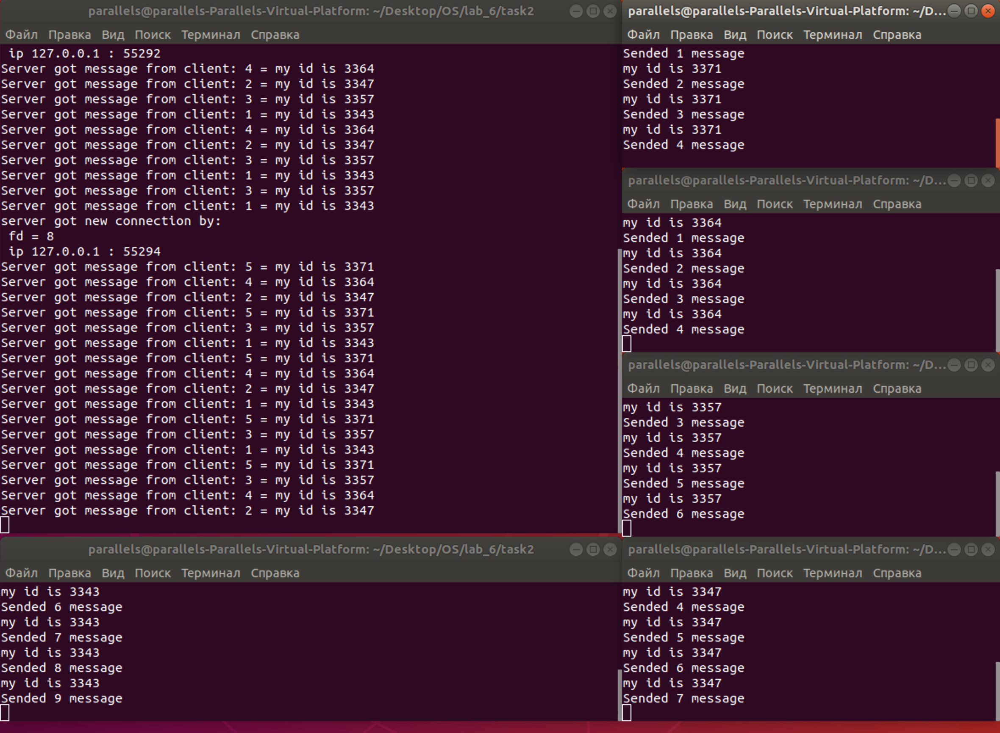 parallels@parallels-Parallels-Virtual-Platform: ~/Desktop/OS/lab_6/task2
Файл Правка Вид Поиск Терминал Справка
ip 127.0.0.1 : 55292
Server got message from client: 4 = my id is 3364
Server got message from client: 2 = my id is 3347
Server got message from client: 3 = my id is 3357
Server got message from client: 1 = my id is 3343
Server got message from client: 4 = my id is 3364
Server got message from client: 2 = my id is 3347
Server got message from client: 3 = my id is 3357
Server got message from client: 1 = my id is 3343
Server got message from client: 3 = my id is 3357
Server got message from client: 1 = my id is 3343
server got new connection by:
fd = 8
ip 127.0.0.1 : 55294
Server got message from client: 5 = my id is 3371
Server got message from client: 4 = my id is 3364
Server got message from client: 2 = my id is 3347
Server got message from client: 5 = my id is 3371
Server got message from client: 3 = my id is 3357
Server got message from client: 1 = my id is 3343
Server got message from client: 5 = my id is 3371
Server got message from client: 4 = my id is 3364
Server got message from client: 2 = my id is 3347
Server got message from client: 1 = my id is 3343
Server got message from client: 5 = my id is 3371
Server got message from client: 3 = my id is 3357
Server got message from client: 1 = my id is 3343
Server got message from client: 5 = my id is 3371
Server got message from client: 3 = my id is 3357
Server got message from client: 4 = my id is 3364
Server got message from client: 2 = my id is 3347
parallels@parallels-Parallels-Virtual-Platform: ~/D...
Файл Правка Вид Поиск Терминал Справка
Sended 1 message
my id is 3371
Sended 2 message
my id is 3371
Sended 3 message
my id is 3371
Sended 4 message
parallels@parallels-Parallels-Virtual-Platform: ~/D...
Файл Правка Вид Поиск Терминал Справка
my id is 3364
Sended 1 message
my id is 3364
Sended 2 message
my id is 3364
Sended 3 message
my id is 3364
Sended 4 message
parallels@parallels-Parallels-Virtual-Platform: ~/D...
Файл Правка Вид Поиск Терминал Справка
my id is 3357
Sended 3 message
my id is 3357
Sended 4 message
my id is 3357
Sended 5 message
my id is 3357
Sended 6 message
parallels@parallels-Parallels-Virtual-Platform: ~/Desktop/OS/lab_6/task2
Файл Правка Вид Поиск Терминал Справка
my id is 3343
Sended 6 message
my id is 3343
Sended 7 message
my id is 3343
Sended 8 message
my id is 3343
Sended 9 message
parallels@parallels-Parallels-Virtual-Platform: ~/D...
Файл Правка Вид Поиск Терминал Справка
my id is 3347
Sended 4 message
my id is 3347
Sended 5 message
my id is 3347
Sended 6 message
my id is 3347
Sended 7 message